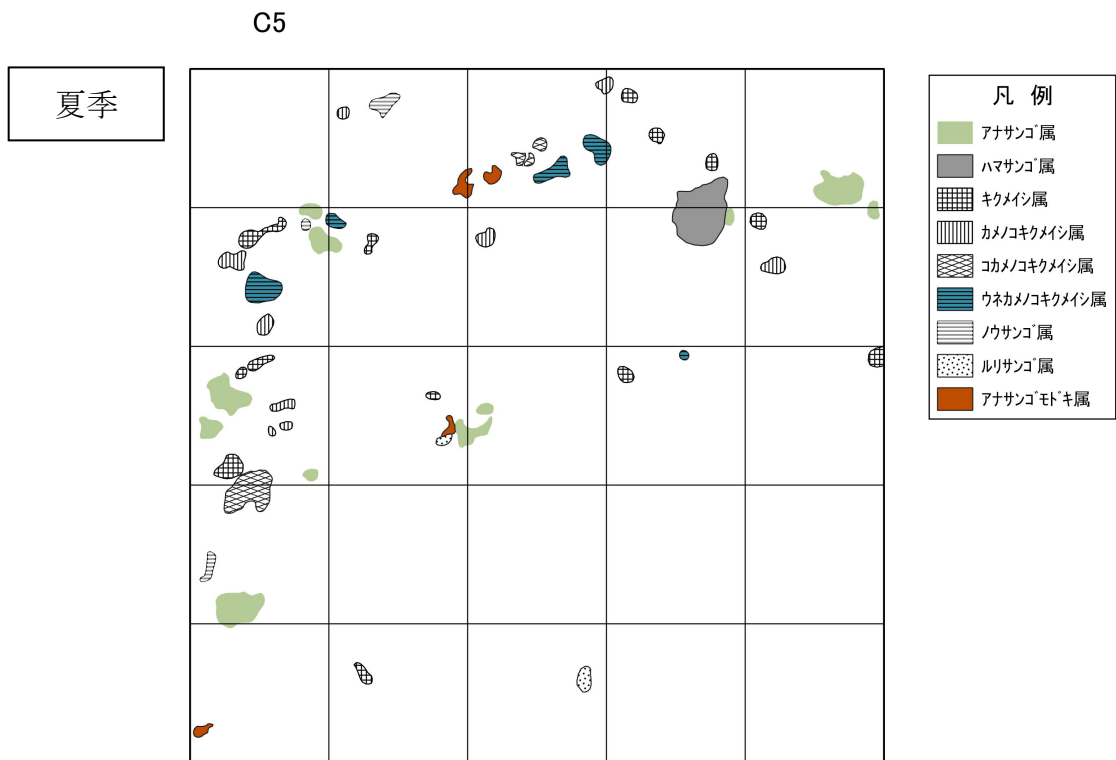 C5
夏季
凡 例
アナサンゴ属
ハマサンゴ属
キクメイシ属
カメノコキクメイシ属
コカメノコキクメイシ属
ウネカメノコキクメイシ属
ノウサンゴ属
ルリサンゴ属
アナサンゴモドキ属